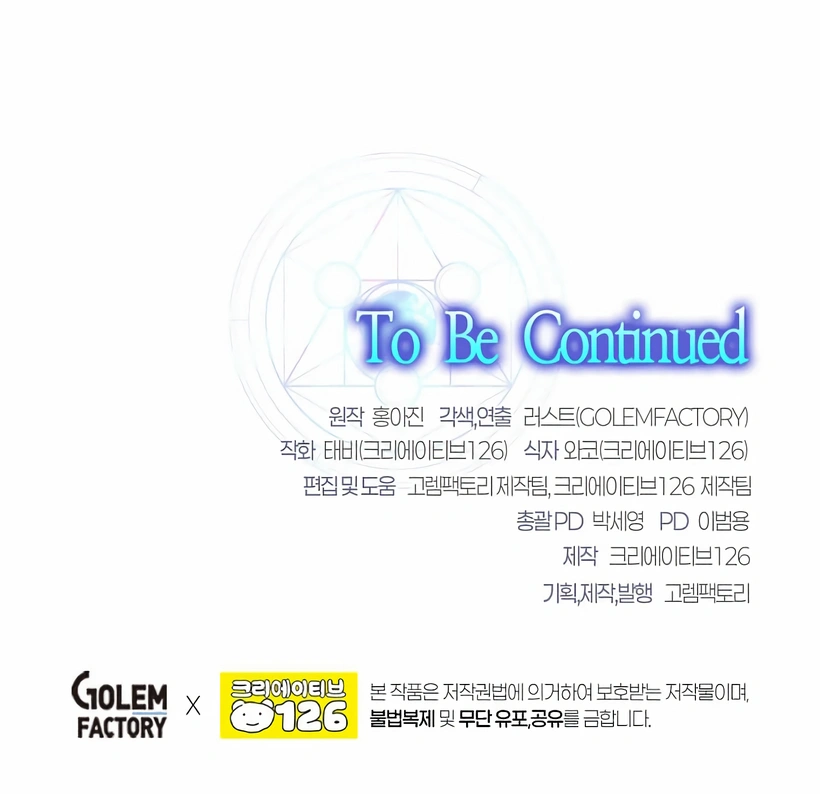 To Be Continued
원작 홍아진 각색,연출 러스트(GOLEMFACTORY)
작화 태비(크리에이티브126) 식자 와코(크리에이티브126)
편집 및 도움 고렘팩토리 제작팀, 크리에이티브126 제작팀
총괄 PD 박세영 PD 이범용
제작 크리에이티브126
기획,제작,발행 고렘팩토리
GOLEM
FACTORY
X
크리에이티브
126
본 작품은 저작권법에 의거하여 보호받는 저작물이며,
불법복제 및 무단 유포,공유를 금합니다.